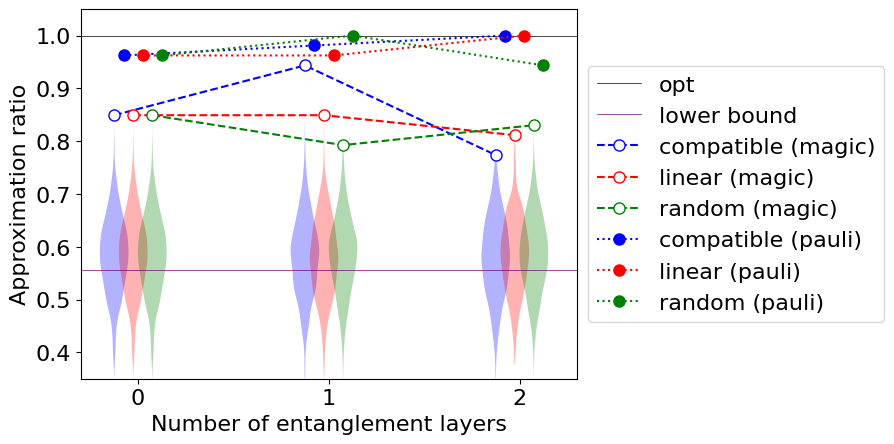 Approximation ratio
1.0
0.9
0.8
0.7
0.6
0.5
0.4
0
1
2
Number of entanglement layers
opt
lower bound
compatible (magic)
linear (magic)
random (magic)
compatible (pauli)
linear (pauli)
random (pauli)